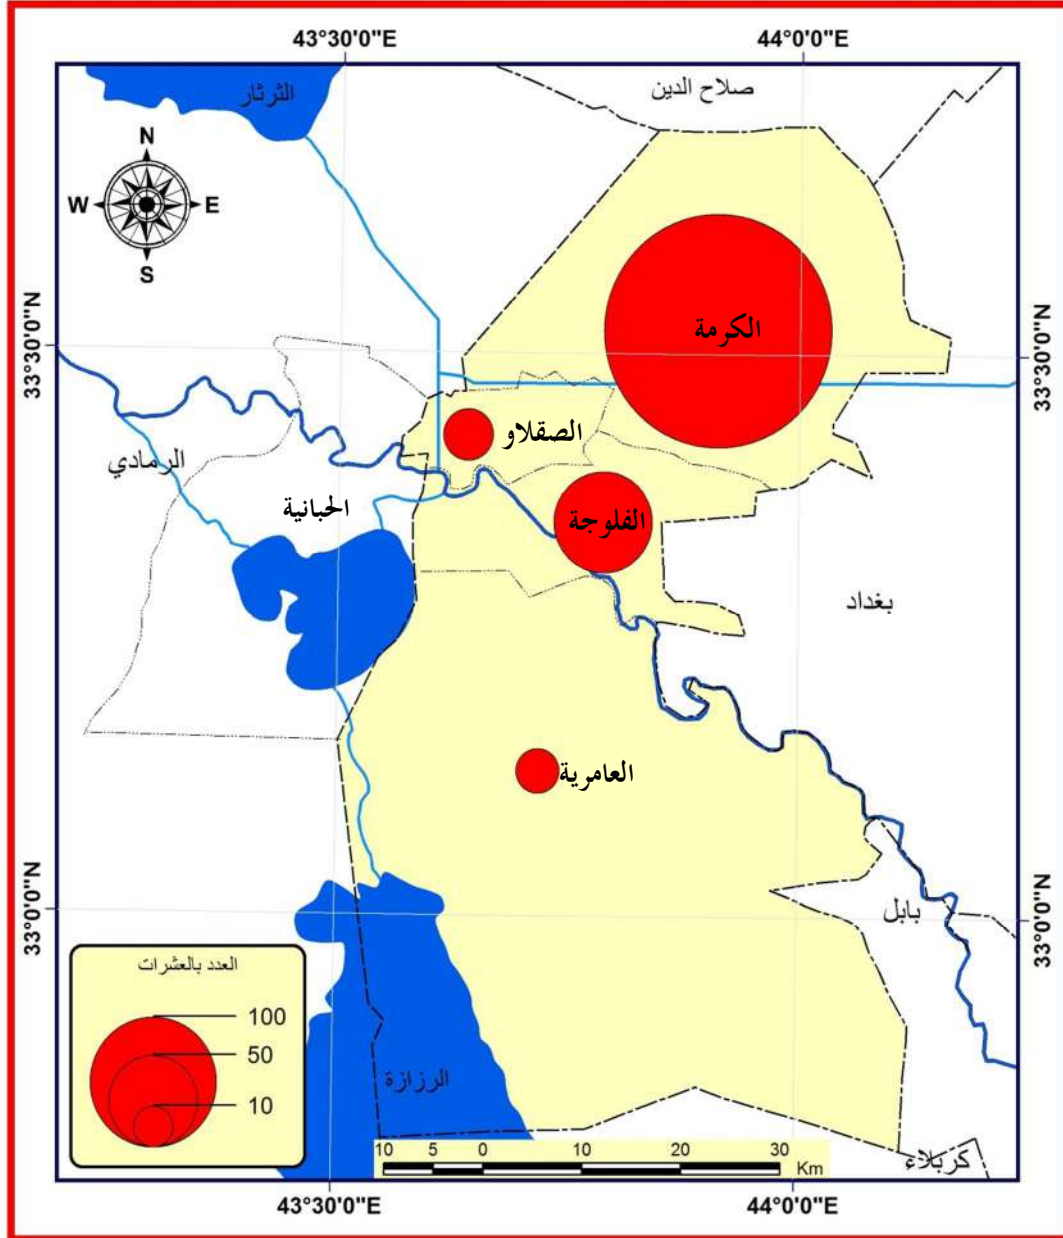 43°30'0"E
44°0'0"E
الثرثار
صلاح الدين
N
W
E
S
33°30'0"N
33°30'0"N
الكرمة
الصقلاو
الرمادي
الحبانية
الفلوجة
بغداد
العامرية
33°0'0"N
33°0'0"N
بابل
العدد بالعشرات
100
50
10
الرزازة
كربلاء
10 5 0 10 20 30
Km
43°30'0"E
44°0'0"E